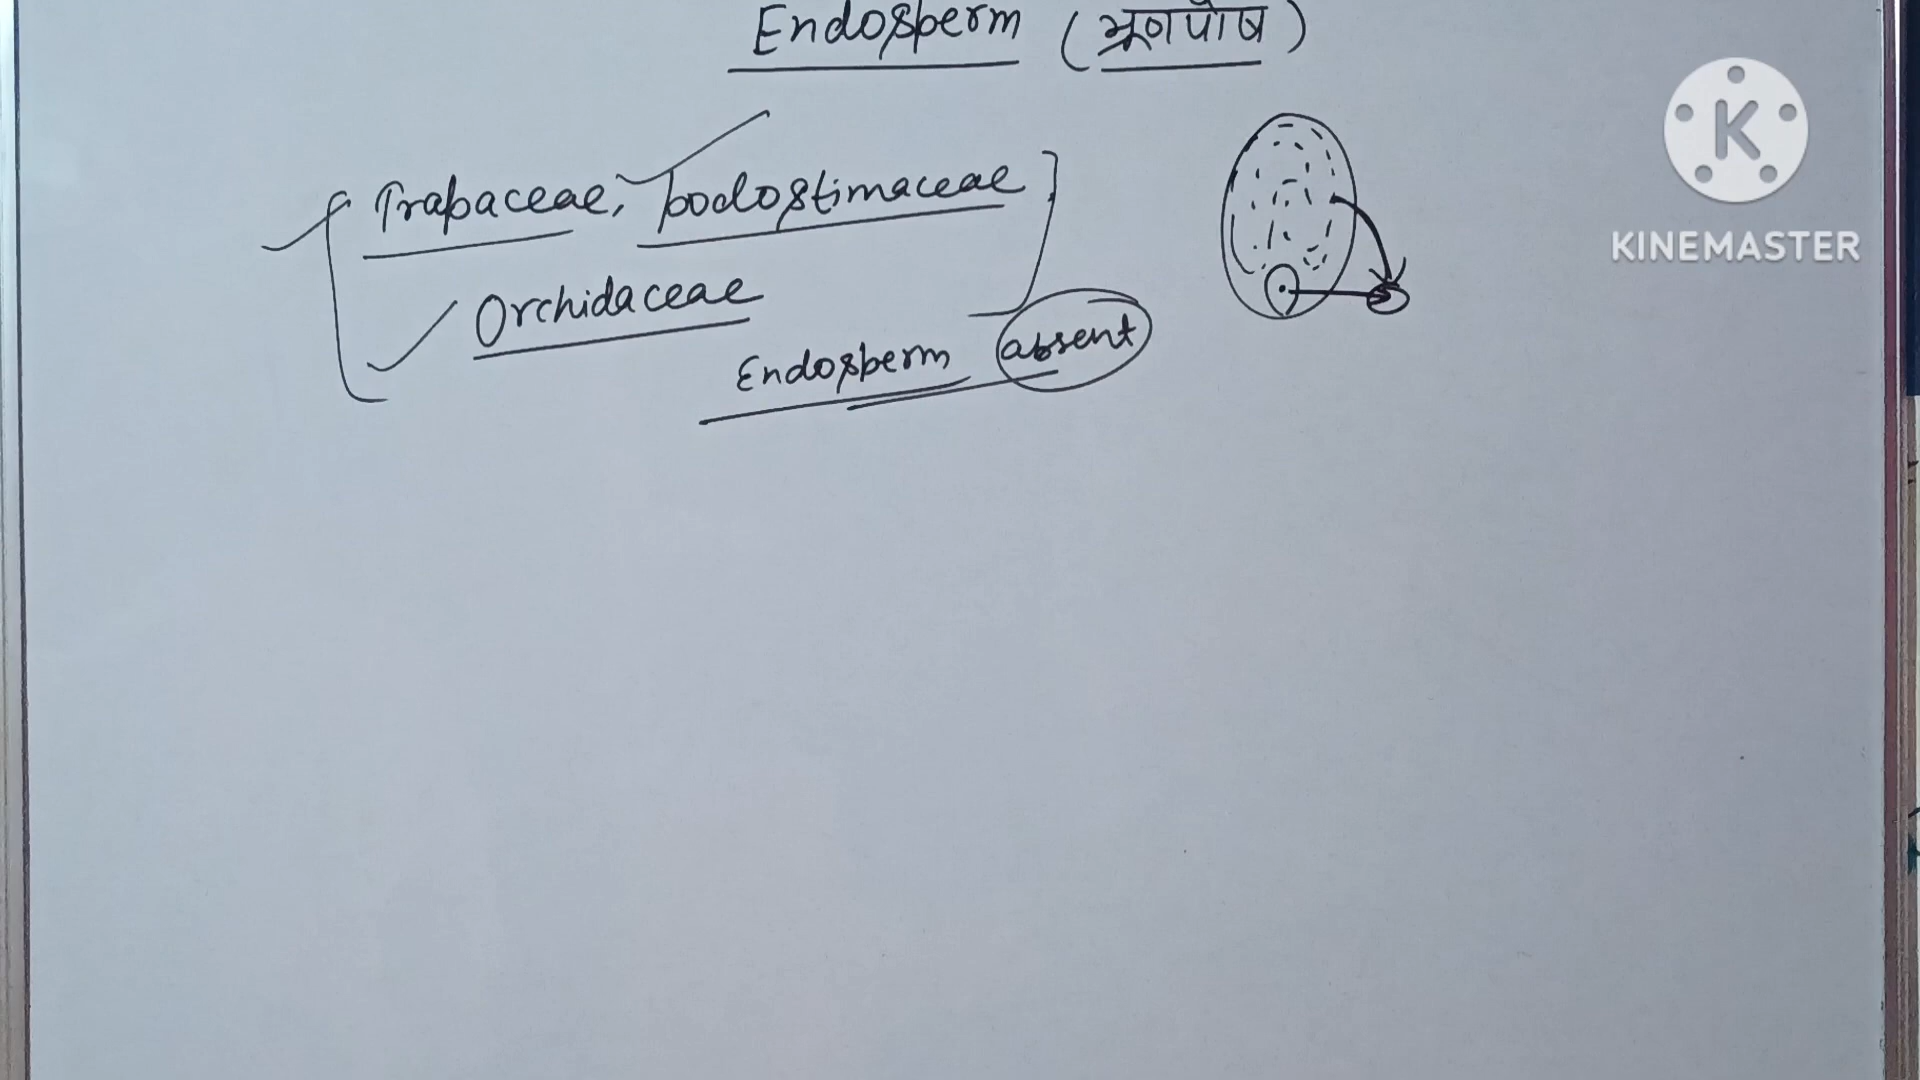 Endosperm (भ्रूणपोष)
Trapaceae, podostimaceae
Orchidaceae
Endosperm absent
K
KINEMASTER